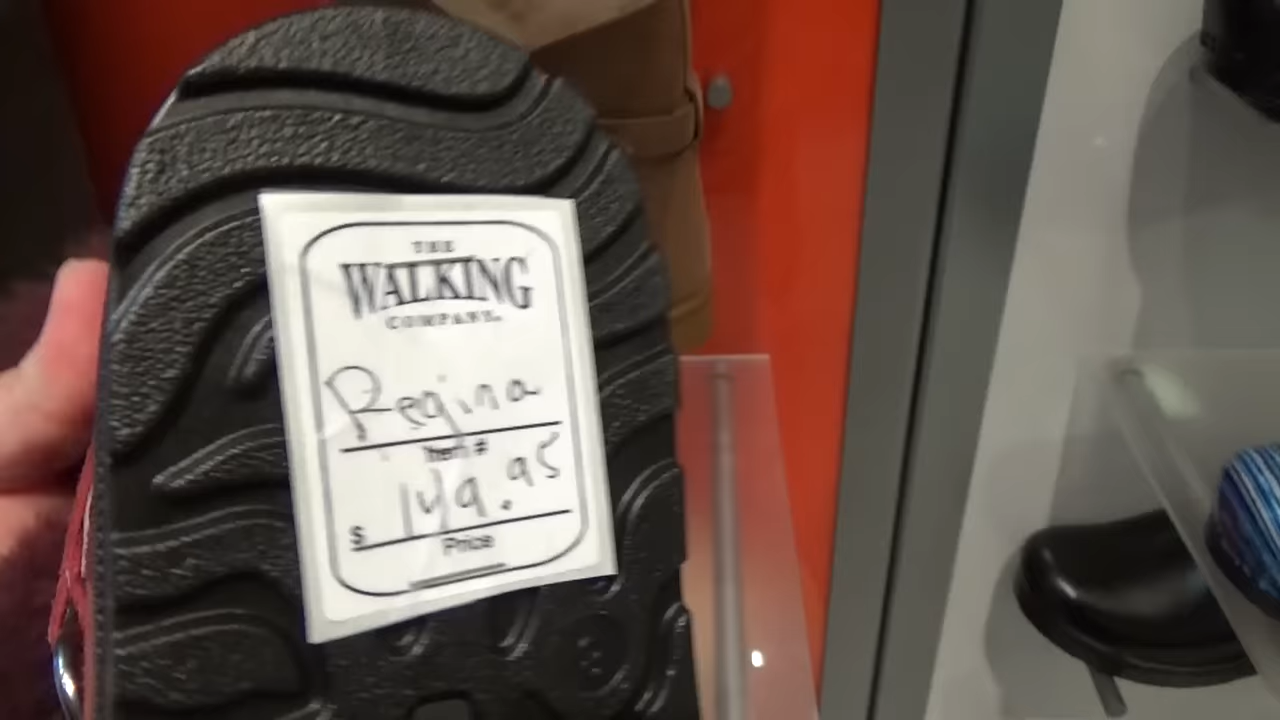 THE
WALKING
COMPANY.
Regina
Item #
$ 149.95
Price